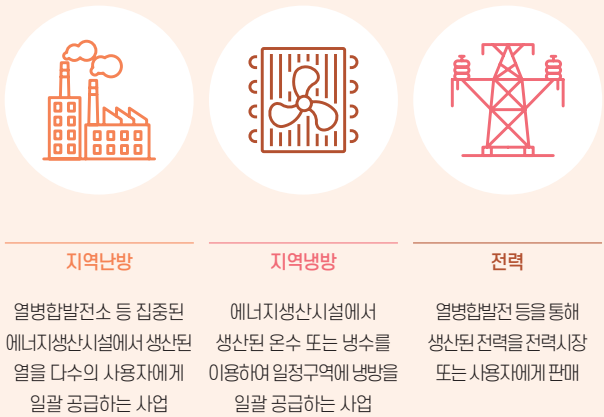 지역난방
열병합발전소 등 집중된
에너지생산시설에서 생산된
열을 다수의 사용자에게
일괄 공급하는 사업
지역냉방
에너지생산시설에서
생산된 온수 또는 냉수를
이용하여 일정구역에 냉방을
일괄 공급하는 사업
전력
열병합발전 등을 통해
생산된 전력을 전력시장
또는 사용자에게 판매